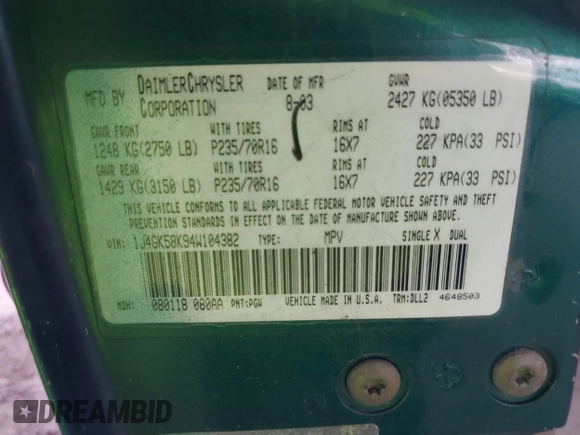 MFD BY DAIMLERCHRYSLER CORPORATION DATE OF MFR 8-03 GVWR 2427 KG(05350 LB)
GAWR FRONT WITH TIRES RIMS AT COLD
1248 KG(2750 LB) P235/70R16 16X7 227 KPA(33 PSI)
GAWR REAR WITH TIRES RIMS AT COLD
1429 KG(3150 LB) P235/70R16 16X7 227 KPA(33 PSI)
THIS VEHICLE CONFORMS TO ALL APPLICABLE FEDERAL MOTOR VEHICLE SAFETY AND THEFT
PREVENTION STANDARDS IN EFFECT ON THE DATE OF MANUFACTURE SHOWN ABOVE.
VIN: 1J4GK58K94W104382 TYPE: MPV SINGLE X DUAL
MDH: 080118 080AA PNT:PGW VEHICLE MADE IN U.S.A. TRM:DLL2 4648503
DREAMBID